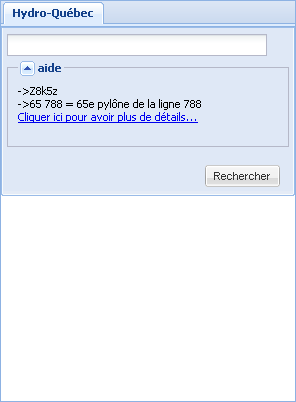 Hydro-Québec
aide
->Z8k5z
->65 788 = 65e pylône de la ligne 788
Cliquer ici pour avoir plus de détails...
Rechercher